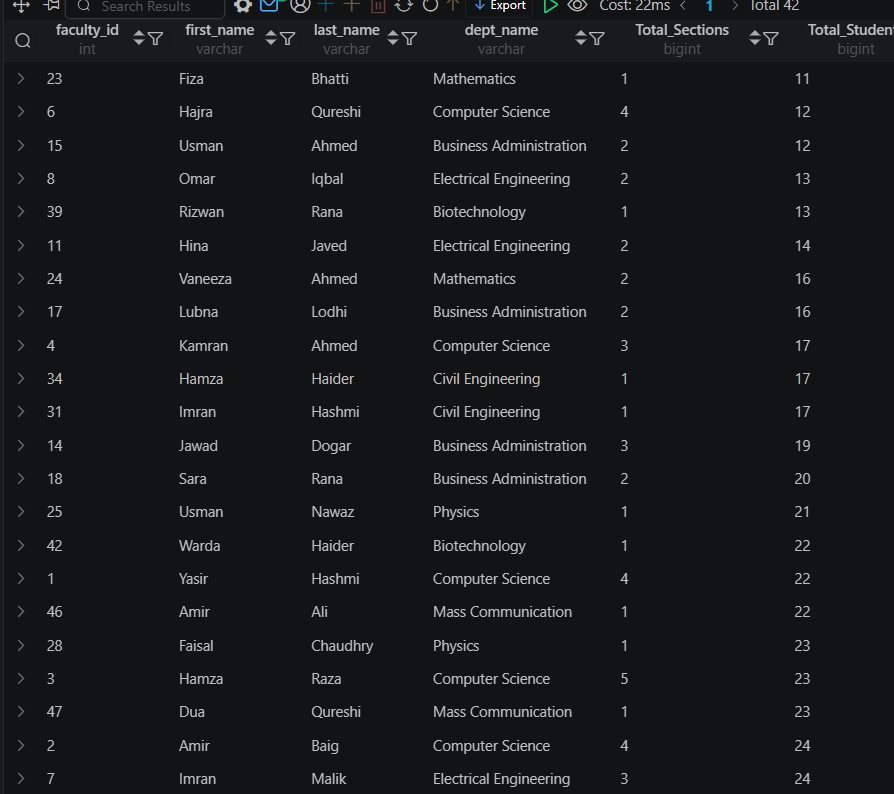 Search Results Export Cost: 22ms 1 Total 42
faculty_id first_name last_name dept_name Total_Sections Total_Studen
int varchar varchar varchar bigint bigint
23 Fiza Bhatti Mathematics 1 11
6 Hajra Qureshi Computer Science 4 12
15 Usman Ahmed Business Administration 2 12
8 Omar Iqbal Electrical Engineering 2 13
39 Rizwan Rana Biotechnology 1 13
11 Hina Javed Electrical Engineering 2 14
24 Vaneeza Ahmed Mathematics 2 16
17 Lubna Lodhi Business Administration 2 16
4 Kamran Ahmed Computer Science 3 17
34 Hamza Haider Civil Engineering 1 17
31 Imran Hashmi Civil Engineering 1 17
14 Jawad Dogar Business Administration 3 19
18 Sara Rana Business Administration 2 20
25 Usman Nawaz Physics 1 21
42 Warda Haider Biotechnology 1 22
1 Yasir Hashmi Computer Science 4 22
46 Amir Ali Mass Communication 1 22
28 Faisal Chaudhry Physics 1 23
3 Hamza Raza Computer Science 5 23
47 Dua Qureshi Mass Communication 1 23
2 Amir Baig Computer Science 4 24
7 Imran Malik Electrical Engineering 3 24